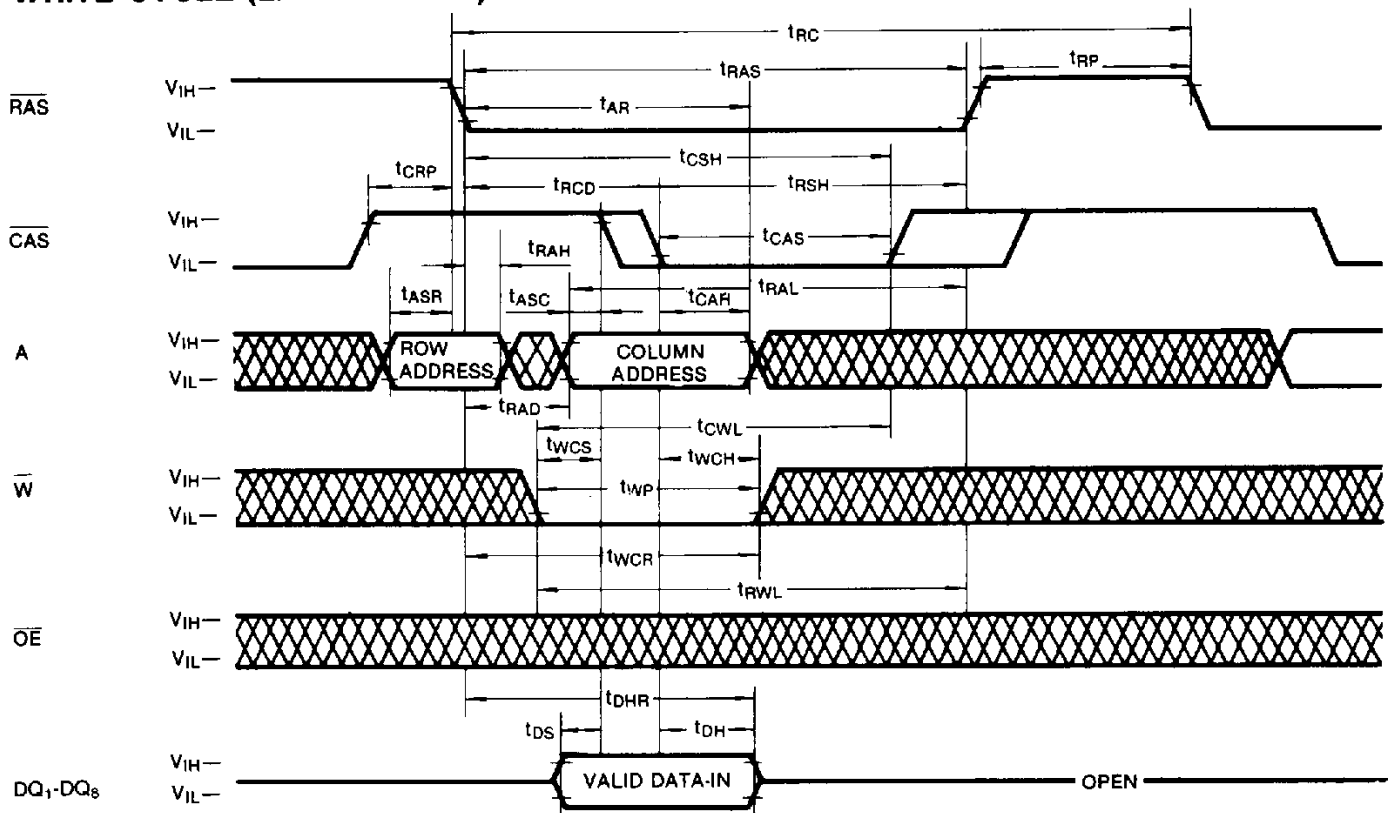 tRC
tRAS
tRP
RAS
VIH—
VIL—
tAR
tCSH
tCRP
tRCD
tRSH
CAS
VIH—
VIL—
tCAS
tRAH
tRAL
tASR
tASC
tCAH
A
VIH—
VIL—
ROW
ADDRESS
COLUMN
ADDRESS
tRAD
tCWL
tWCS
tWCH
W
VIH—
VIL—
tWP
tWCR
tRWL
OE
VIH—
VIL—
tDHR
tDS
tDH
DQ1-DQ8
VIH—
VIL—
VALID DATA-IN
OPEN